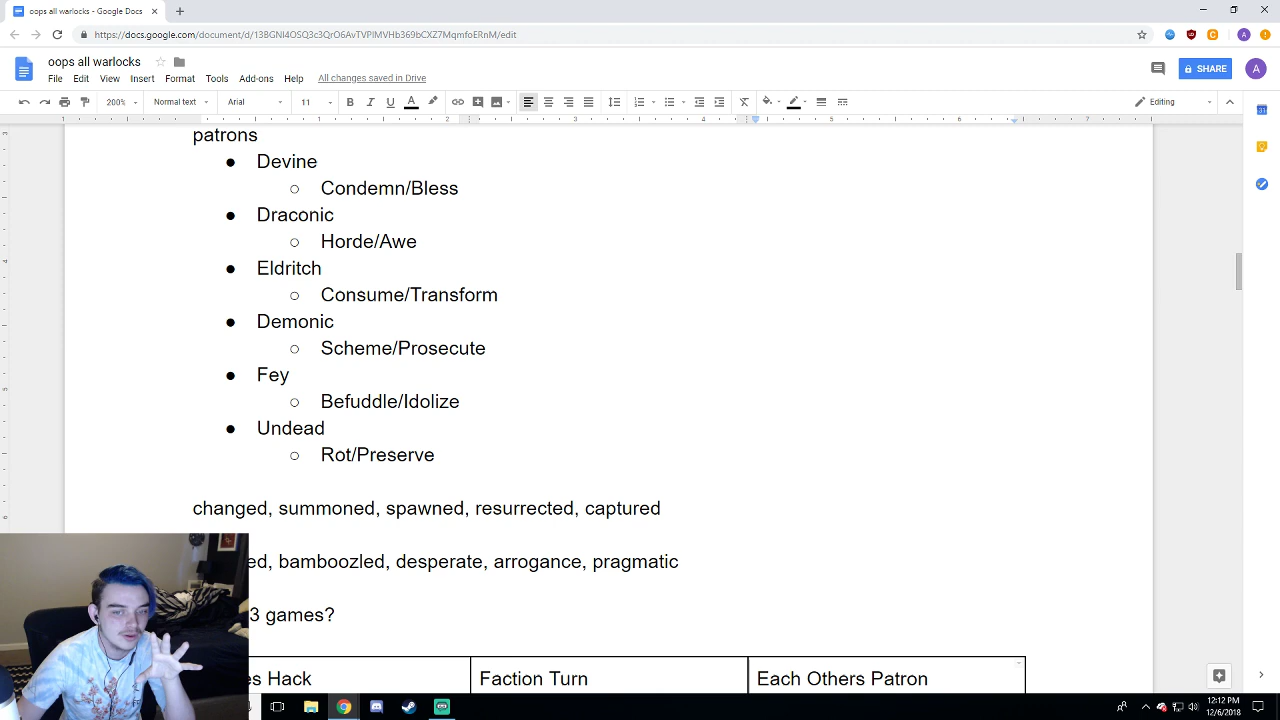 oops all warlocks - Google Docs
https://docs.google.com/document/d/13BGNI4OSQ3c3QrO6AvTVPIMVHb369bCXZ7MqmfoERnM/edit
oops all warlocks
File Edit View Insert Format Tools Add-ons Help All changes saved in Drive
SHARE
A
200% Normal text Arial 11 Editing
patrons
● Devine
○ Condemn/Bless
● Draconic
○ Horde/Awe
● Eldritch
○ Consume/Transform
● Demonic
○ Scheme/Prosecute
● Fey
○ Befuddle/Idolize
● Undead
○ Rot/Preserve
changed, summoned, spawned, resurrected, captured
bamboozled, desperate, arrogance, pragmatic
3 games?
Hack Faction Turn Each Others Patron
12:12 PM
12/6/2018